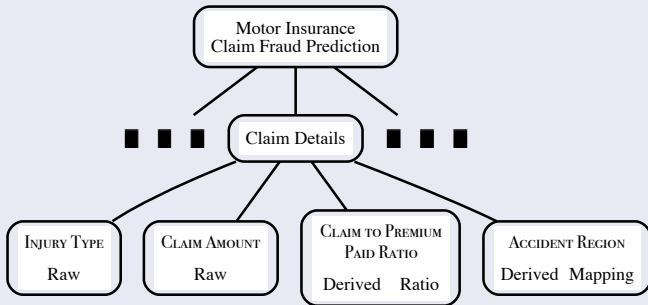 Motor Insurance
Claim Fraud Prediction
Claim Details
Injury Type
Raw
Claim Amount
Raw
Claim to Premium
Paid Ratio
Derived Ratio
Accident Region
Derived Mapping